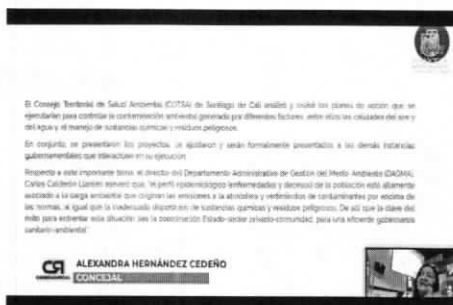 El Consejo Territorial de Salud Ambiental (COTSA) de Santiago de Cali analizó y revisó los planes de acción que se
ejecutarían para controlar la contaminación ambiental generada por diferentes factores, entre ellos las calidades del aire y
del agua y el manejo de sustancias químicas y residuos peligrosos.
En conjunto, se presentaron los proyectos, se ajustaron y serán formalmente presentados a las demás instancias
gubernamentales que interactúen en su ejecución.
Respecto a este importante tema, el director del Departamento Administrativo de Gestión del Medio Ambiente (DAGMA),
Carlos Calderón Llantén aseveró que, "el perfil epidemiológico (enfermedades y decesos) de la población está altamente
asociado a la carga ambiental que originan las emisiones a la atmósfera y vertimientos de contaminantes por encima de
las normas, al igual que la inadecuada disposición de sustancias químicas y residuos peligrosos. De allí que la clave del
éxito para enfrentar esta situación sea la coordinación Estado-sector privado-comunidad, para una eficiente gobernanza
sanitario-ambiental".
ALEXANDRA HERNÁNDEZ CEDEÑO
CONCEJAL